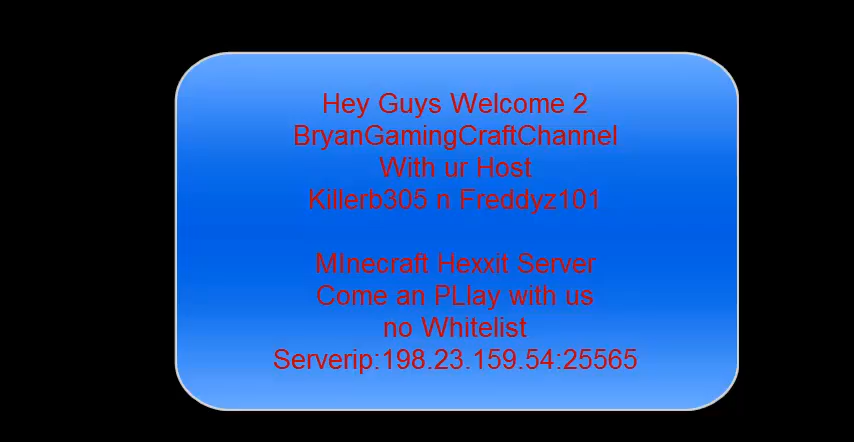 Hey Guys Welcome 2
BryanGamingCraftChannel
With ur Host
Killerb305 n Freddyz101
MInecraft Hexxit Server
Come an PLlay with us
no Whitelist
Serverip:198.23.159.54:25565